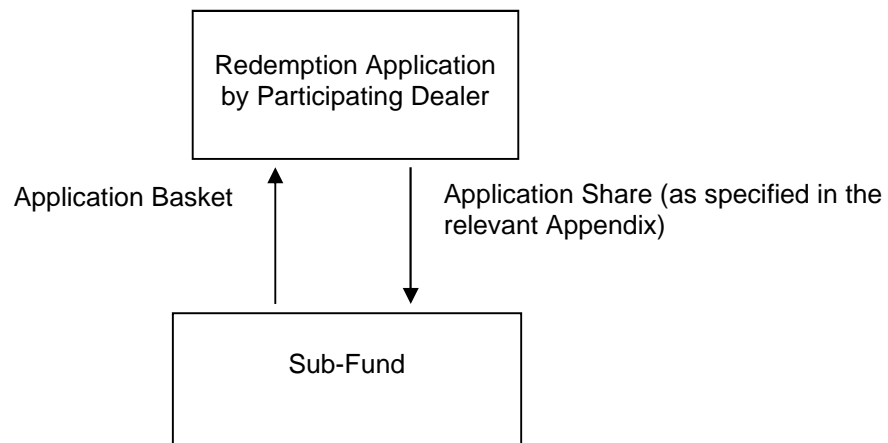 Redemption Application
by Participating Dealer
Application Basket
Application Share (as specified in the
relevant Appendix)
Sub-Fund